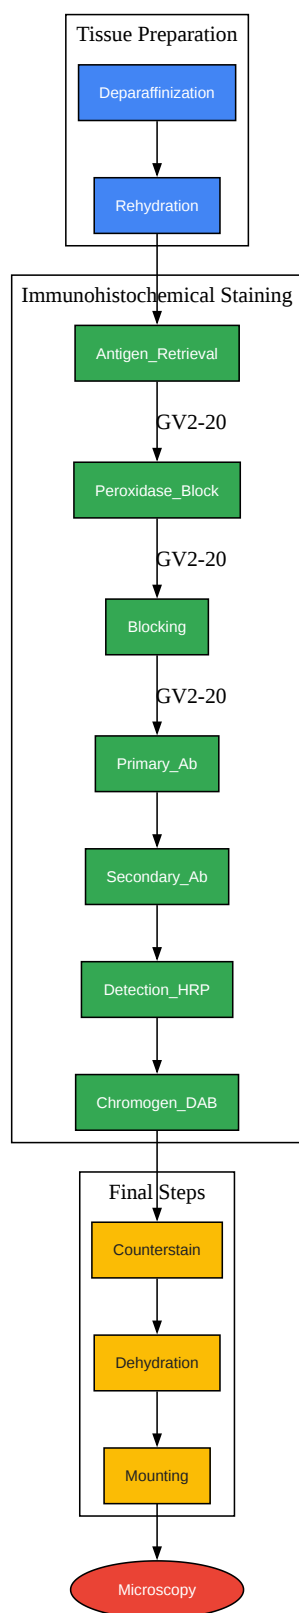 Tissue Preparation
Deparaffinization
Rehydration
Immunohistochemical Staining
Antigen_Retrieval
GV2-20
Peroxidase_Block
GV2-20
Blocking
GV2-20
Primary_Ab
Secondary_Ab
Detection_HRP
Chromogen_DAB
Final Steps
Counterstain
Dehydration
Mounting
Microscopy